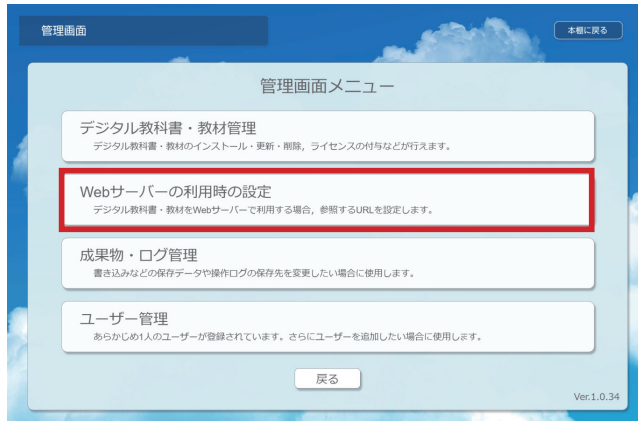 管理画面
本棚に戻る
管理画面メニュー
デジタル教科書・教材管理
デジタル教科書・教材のインストール・更新・削除，ライセンスの付与などが行えます。
Webサーバーの利用時の設定
デジタル教科書・教材をWebサーバーで利用する場合，参照するURLを設定します。
成果物・ログ管理
書き込みなどの保存データや操作ログの保存先を変更したい場合に使用します。
ユーザー管理
あらかじめ1人のユーザーが登録されています。さらにユーザーを追加したい場合に使用します。
戻る
Ver.1.0.34